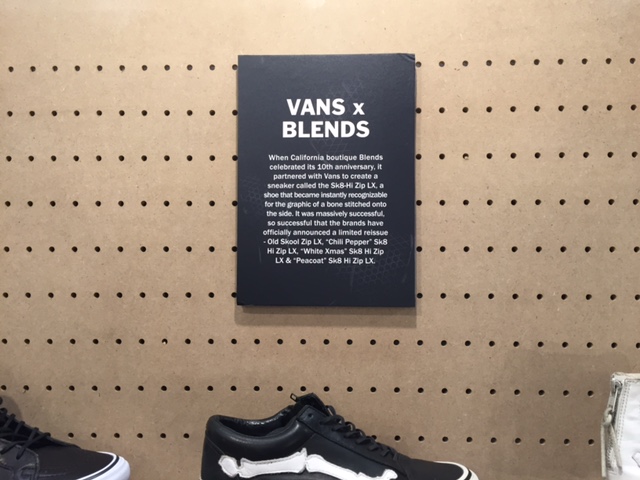 VANS x
BLENDS
When California boutique Blends
celebrated its 10th anniversary, it
partnered with Vans to create a
sneaker called the Sk8-Hi Zip LX, a
shoe that became instantly recognizable
for the graphic of a bone stitched onto
the side. It was massively successful,
so successful that the brands have
officially announced a limited reissue
- Old Skool Zip LX, "Chili Pepper" Sk8
Hi Zip LX, "White Xmas" Sk8 Hi Zip
LX & "Peacoat" Sk8 Hi Zip LX.